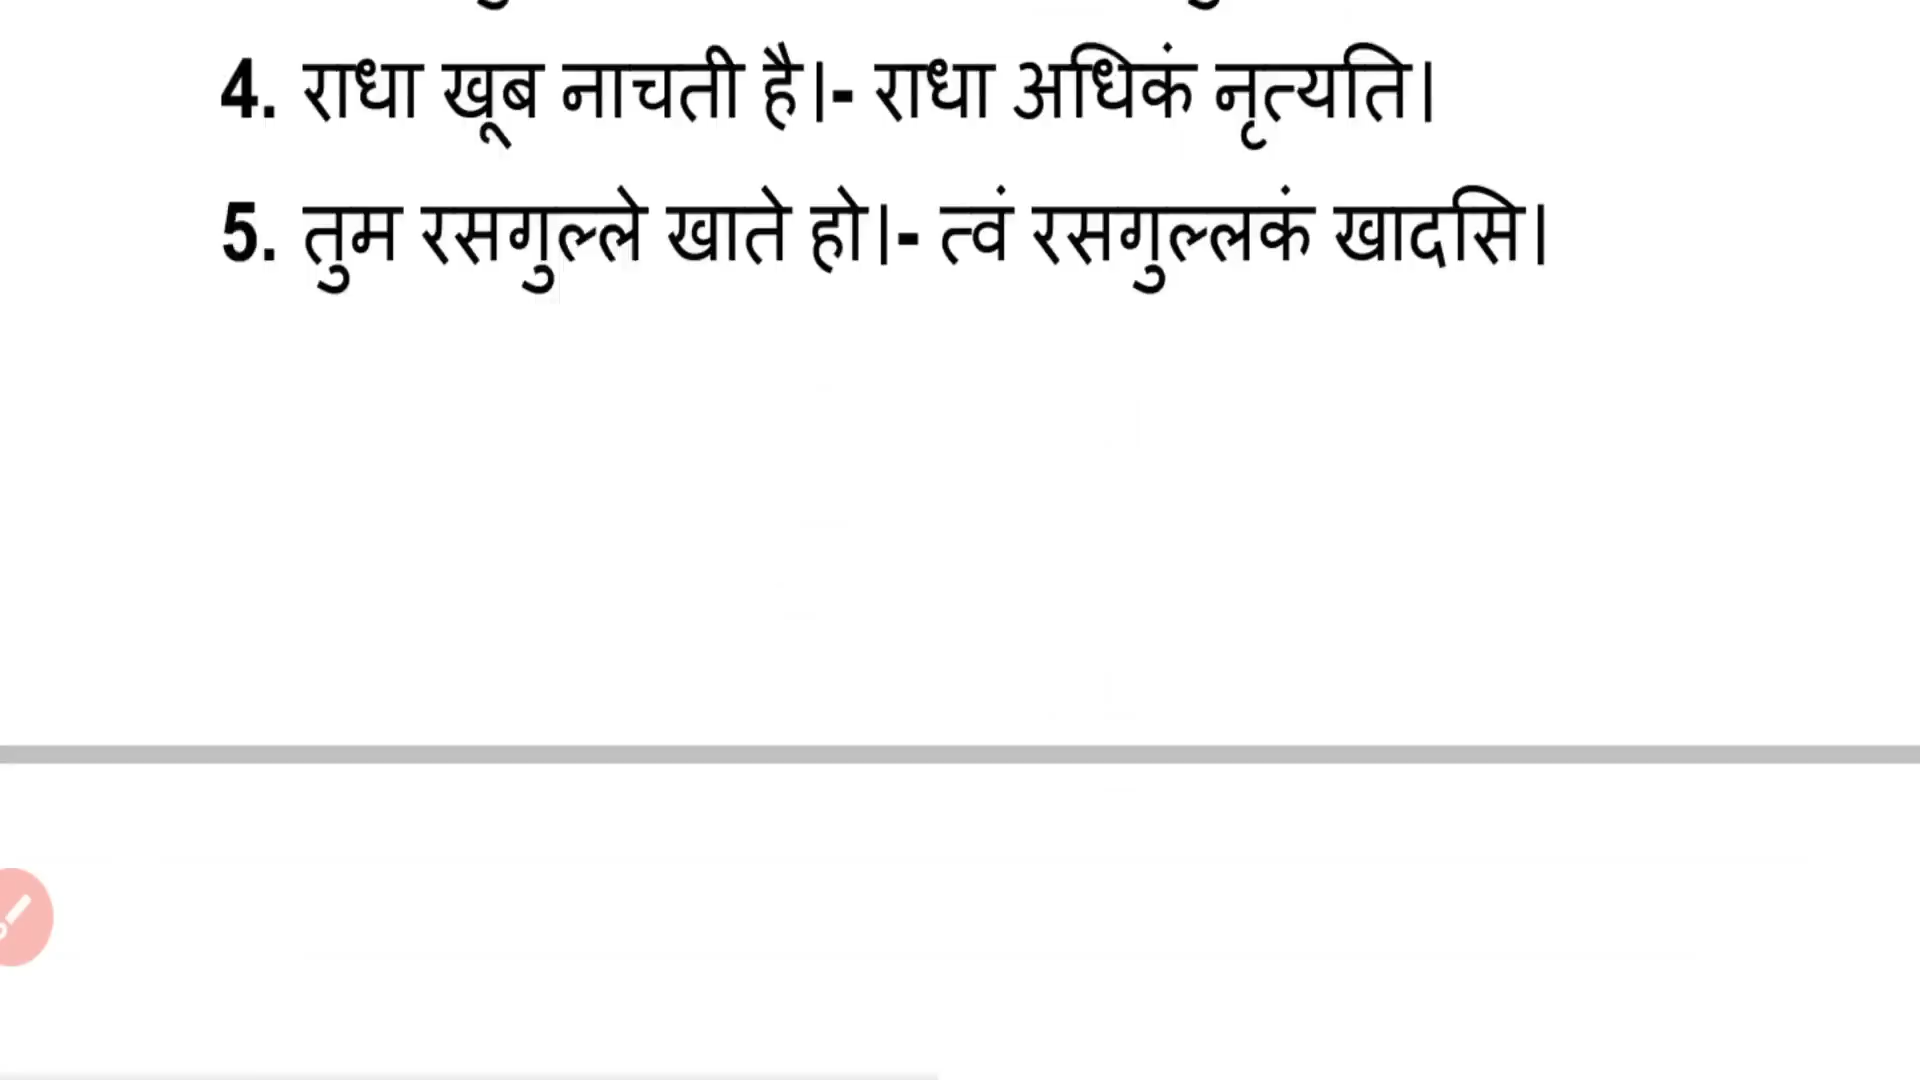 4. राधा खूब नाचती है।- राधा अधिकं नृत्यति।
5. तुम रसगुल्ले खाते हो।- त्वं रसगुल्लकं खादसि।